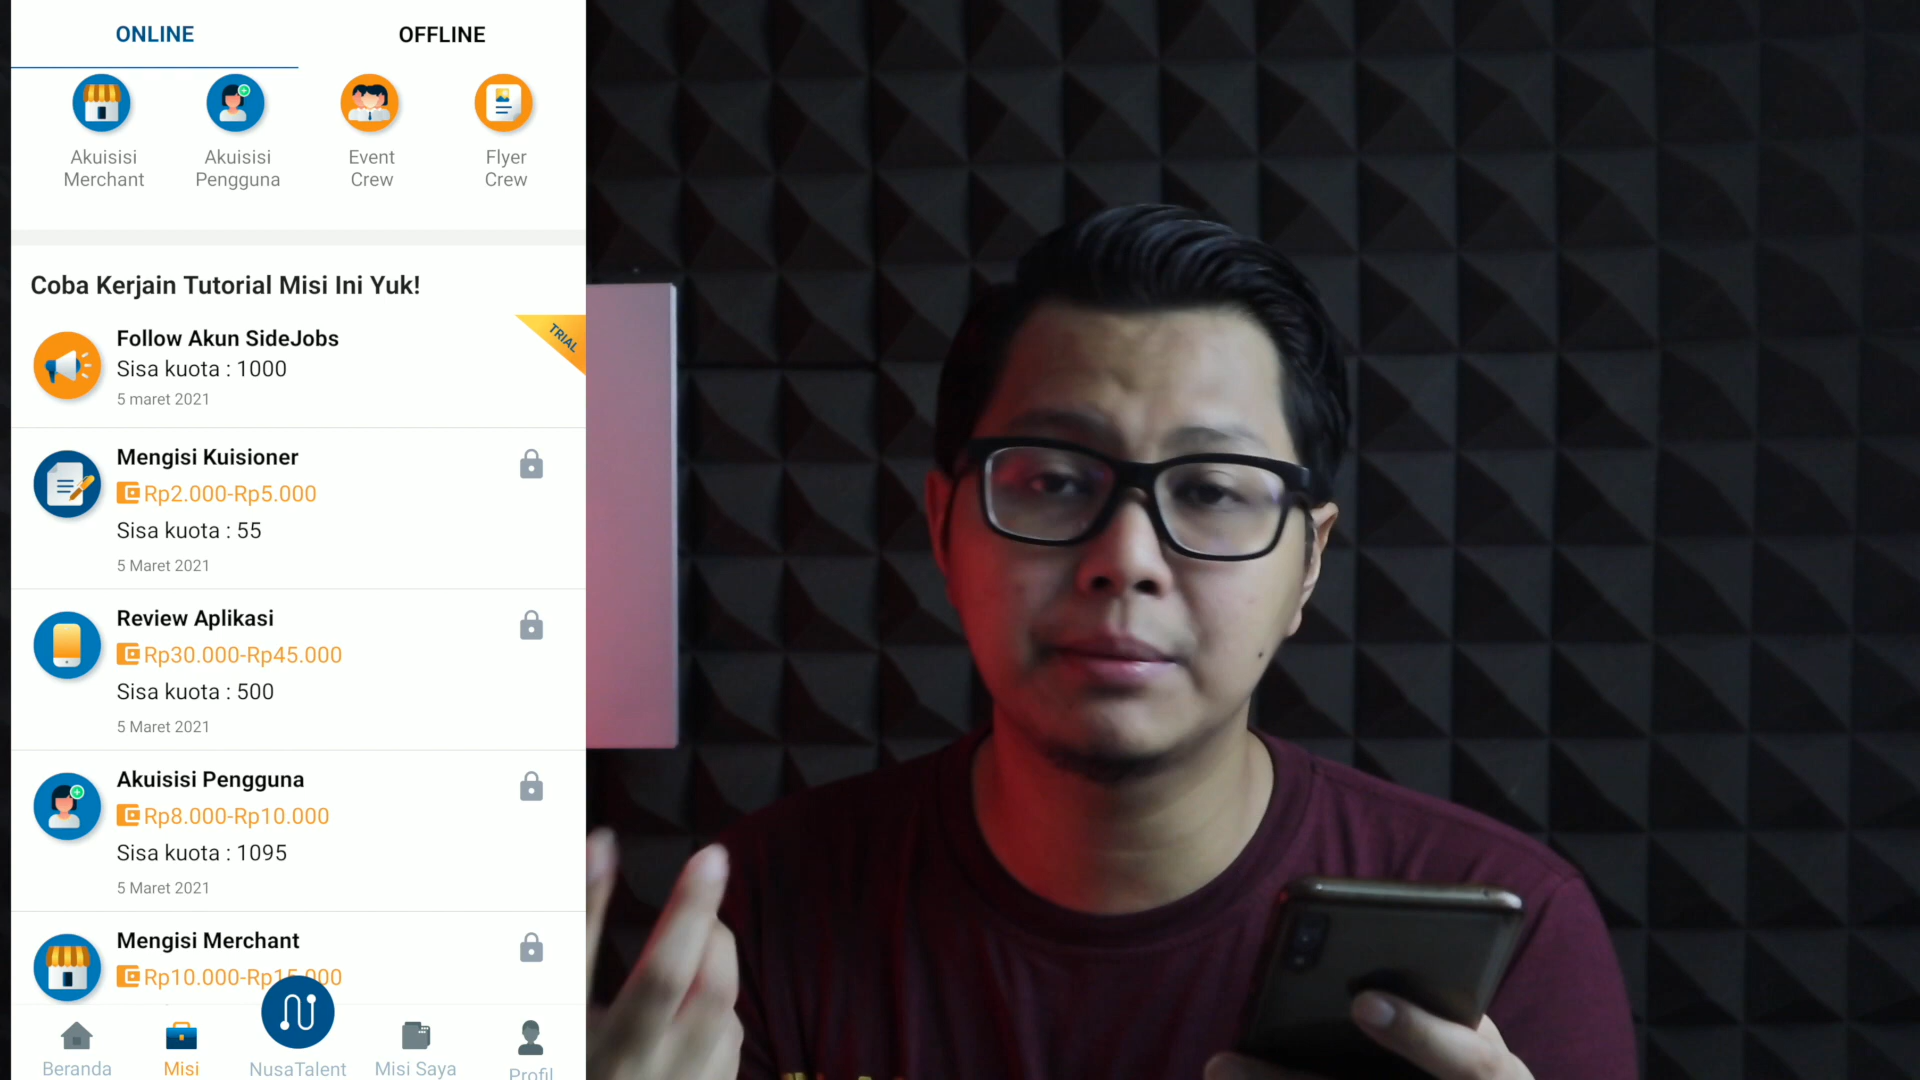 ONLINE
OFFLINE
Akuisisi Merchant
Akuisisi Pengguna
Event Crew
Flyer Crew
Coba Kerjain Tutorial Misi Ini Yuk!
TRIAL
Follow Akun SideJobs
Sisa kuota : 1000
5 maret 2021
Mengisi Kuisioner
Rp2.000-Rp5.000
Sisa kuota : 55
5 Maret 2021
Review Aplikasi
Rp30.000-Rp45.000
Sisa kuota : 500
5 Maret 2021
Akuisisi Pengguna
Rp8.000-Rp10.000
Sisa kuota : 1095
5 Maret 2021
Mengisi Merchant
Rp10.000-Rp15.000
Beranda
Misi
NusaTalent
Misi Saya
Profil